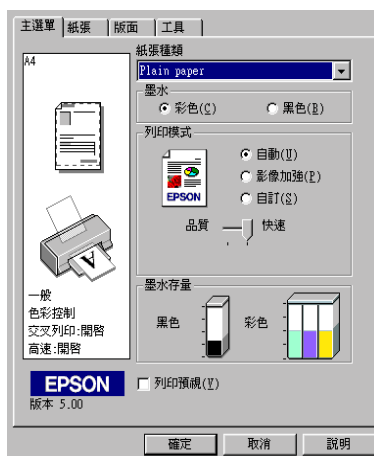 主選單 紙張 版面 工具
A4
紙張種類
Plain paper
墨水
彩色(C) 黑色(B)
列印模式
自動(U)
影像加強(P)
自訂(S)
EPSON
品質 快速
一般
色彩控制
交叉列印:開啓
高速:開啓
墨水存量
黑色 彩色
EPSON
版本 5.00
列印預視(V)
確定 取消 說明